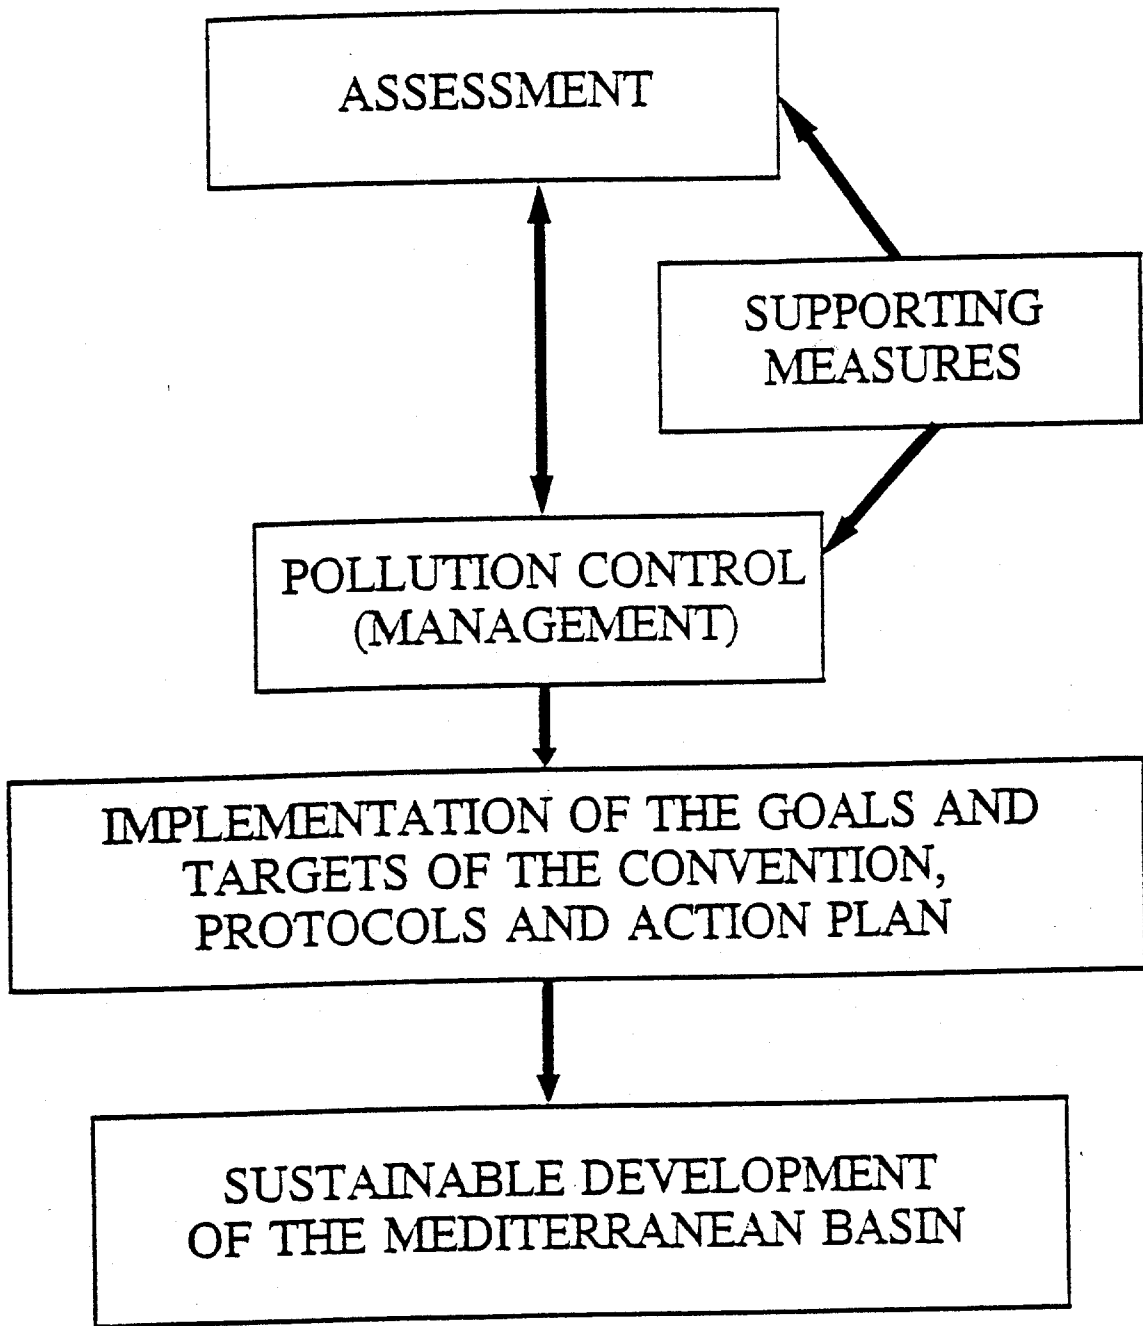 ASSESSMENT
SUPPORTING
MEASURES
POLLUTION CONTROL
(MANAGEMENT)
IMPLEMENTATION OF THE GOALS AND
TARGETS OF THE CONVENTION,
PROTOCOLS AND ACTION PLAN
SUSTAINABLE DEVELOPMENT
OF THE MEDITERRANEAN BASIN